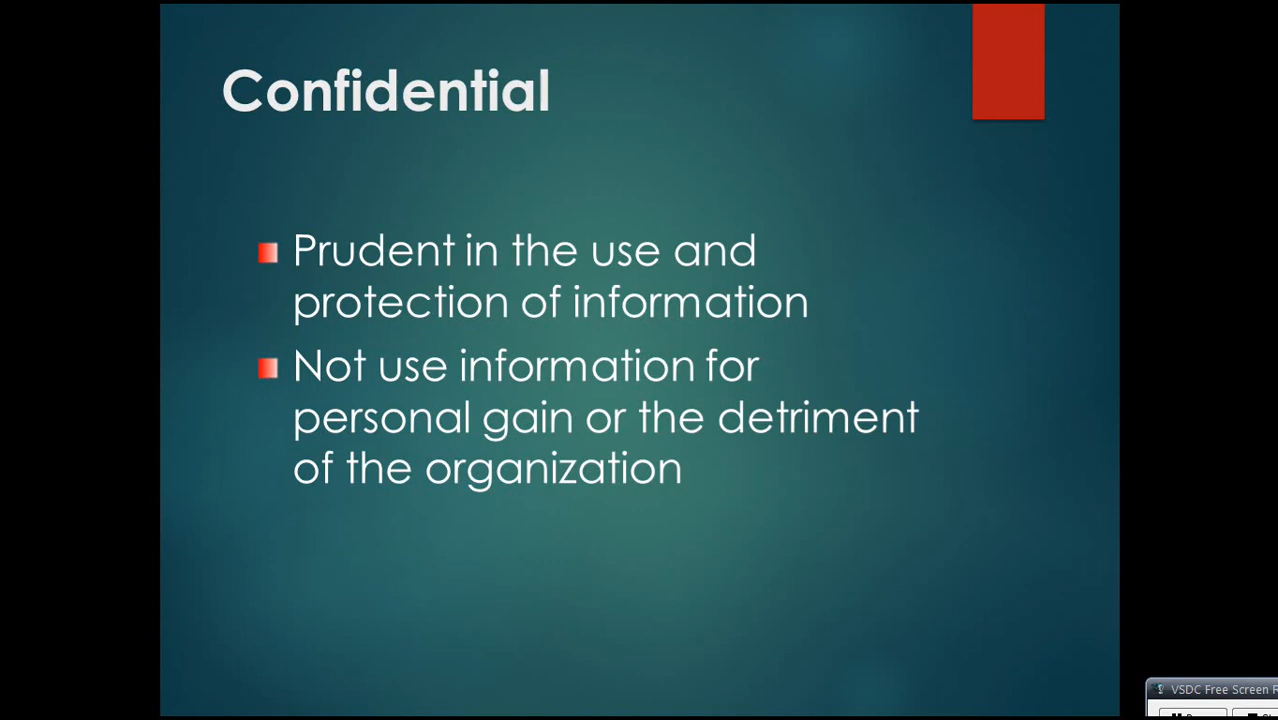 Confidential
Prudent in the use and
protection of information
Not use information for
personal gain or the detriment
of the organization
VSDC Free Screen